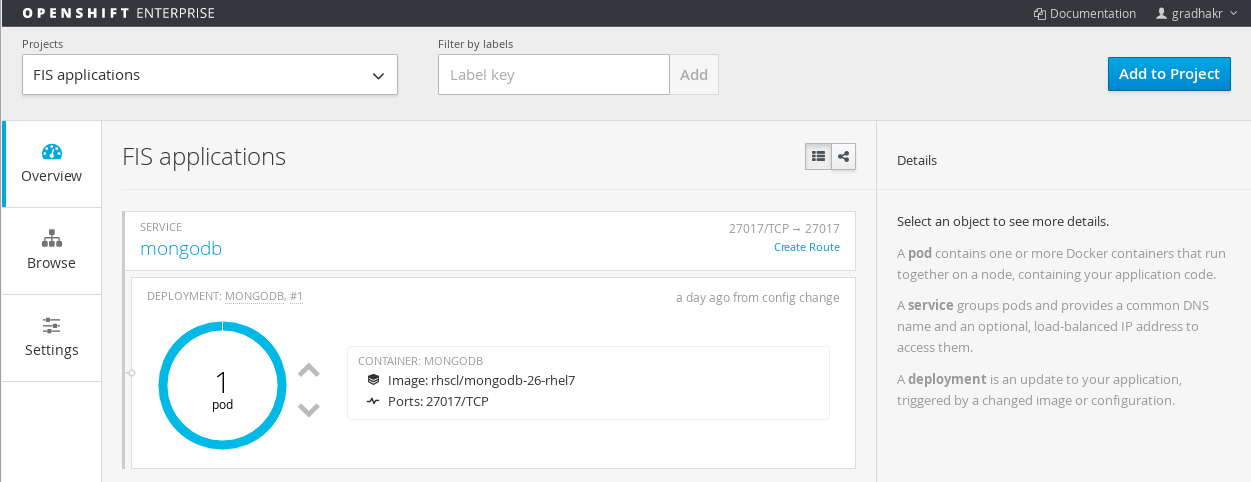 OPENSHIFT ENTERPRISE
Documentation
gradhakr
Projects
Filter by labels
FIS applications
Label key
Add
Add to Project
Overview
Browse
Settings
FIS applications
SERVICE
mongodb
27017/TCP → 27017
Create Route
DEPLOYMENT: MONGODB, #1
a day ago from config change
1
pod
CONTAINER: MONGODB
Image: rhscl/mongodb-26-rhel7
Ports: 27017/TCP
Details
Select an object to see more details.
A pod contains one or more Docker containers that run
together on a node, containing your application code.
A service groups pods and provides a common DNS
name and an optional, load-balanced IP address to
access them.
A deployment is an update to your application,
triggered by a changed image or configuration.